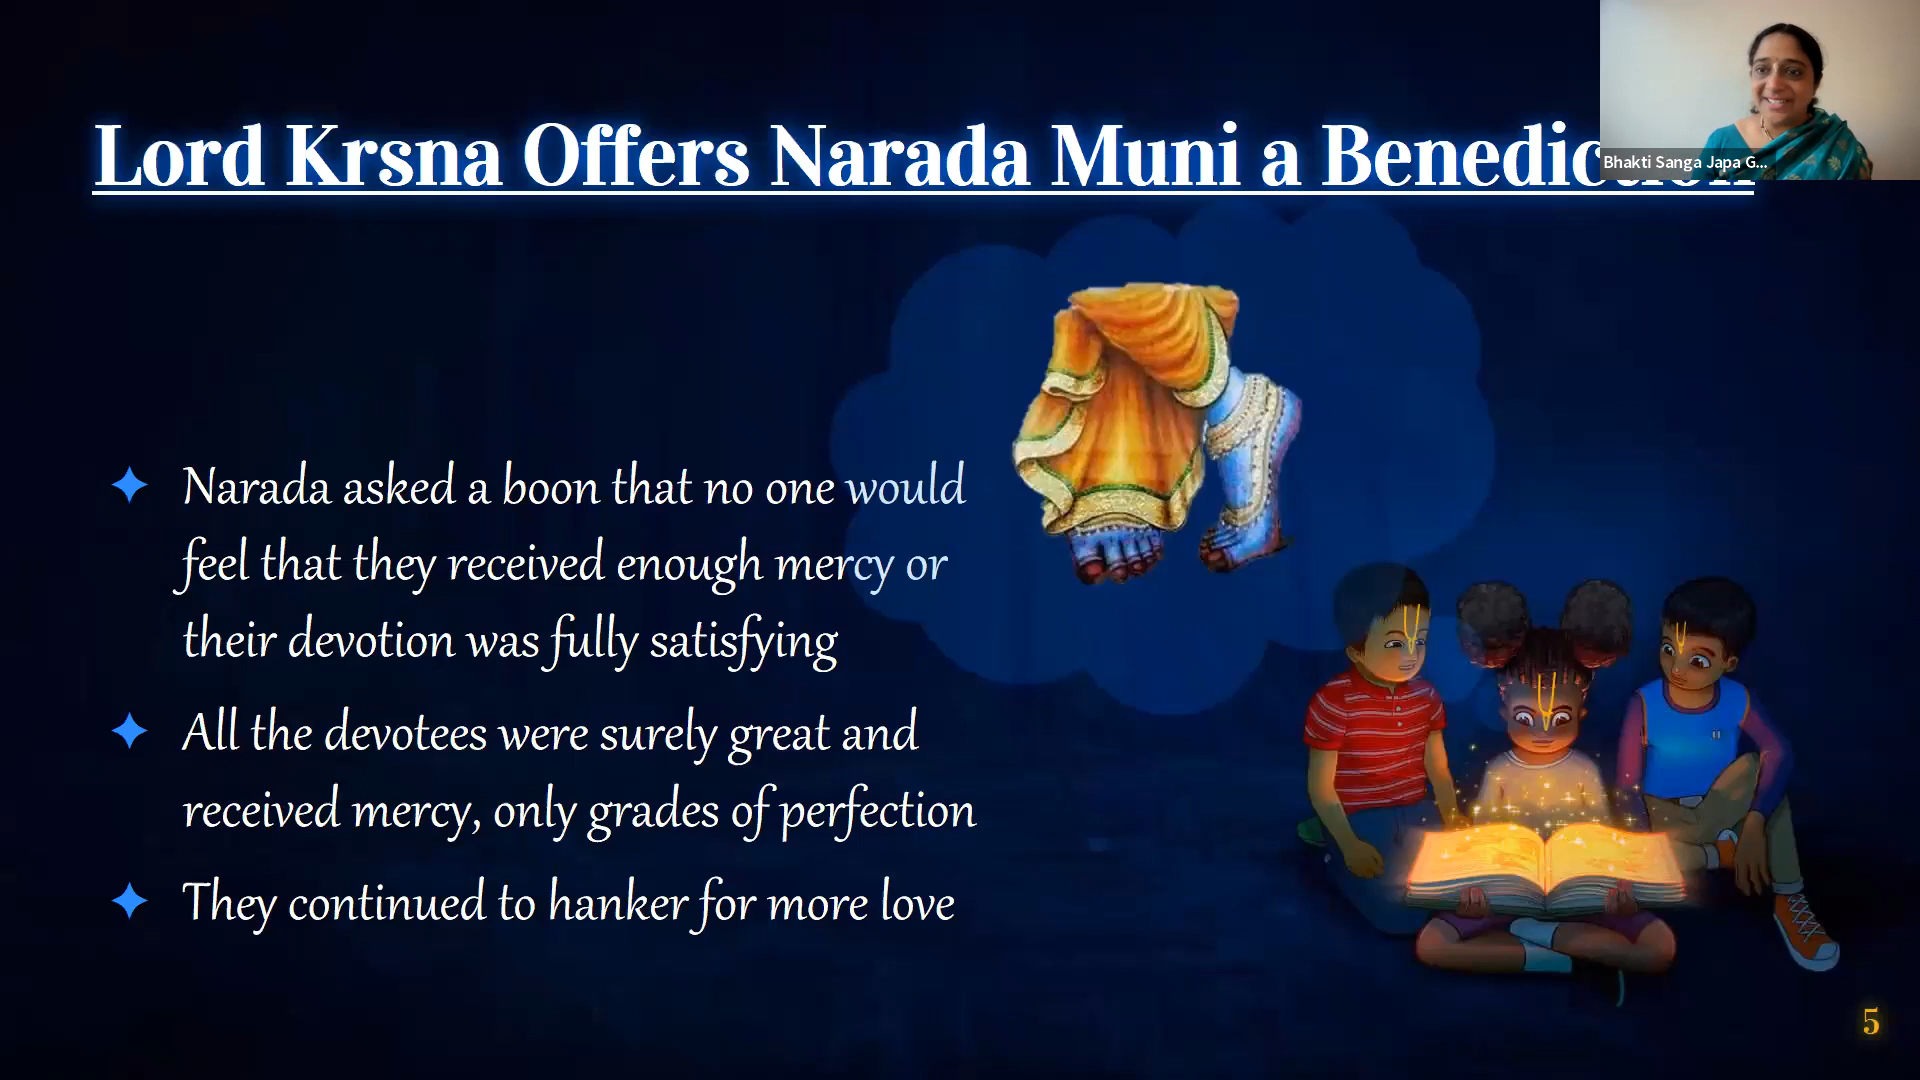 Lord Krsna Offers Narada Muni a
Bhakti Sanga Japa G...
Narada asked a boon that no one would
feel that they received enough mercy or
their devotion was fully satisfying
All the devotees were surely great and
received mercy, only grades of perfection
They continued to hanker for more love
5